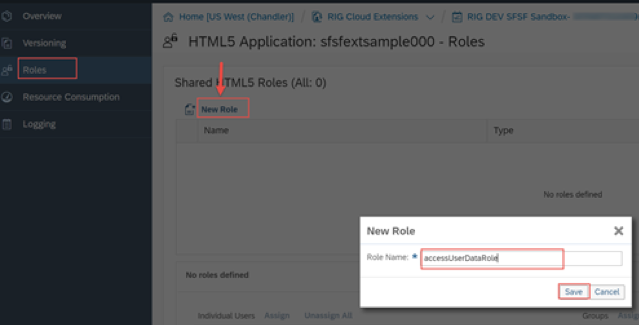 Overview
Versioning
Roles
Resource Consumption
Logging
Home [US West (Chandler)] / RIG Cloud Extensions / RIG DEV SFSF Sandbox-
HTML5 Application: sfsfextsample000 - Roles
Shared HTML5 Roles (All: 0)
New Role
Name Type
No roles defined
New Role
Role Name: * accessUserDataRole
Save Cancel
No roles defined
Individual Users Assign Unassign All Groups